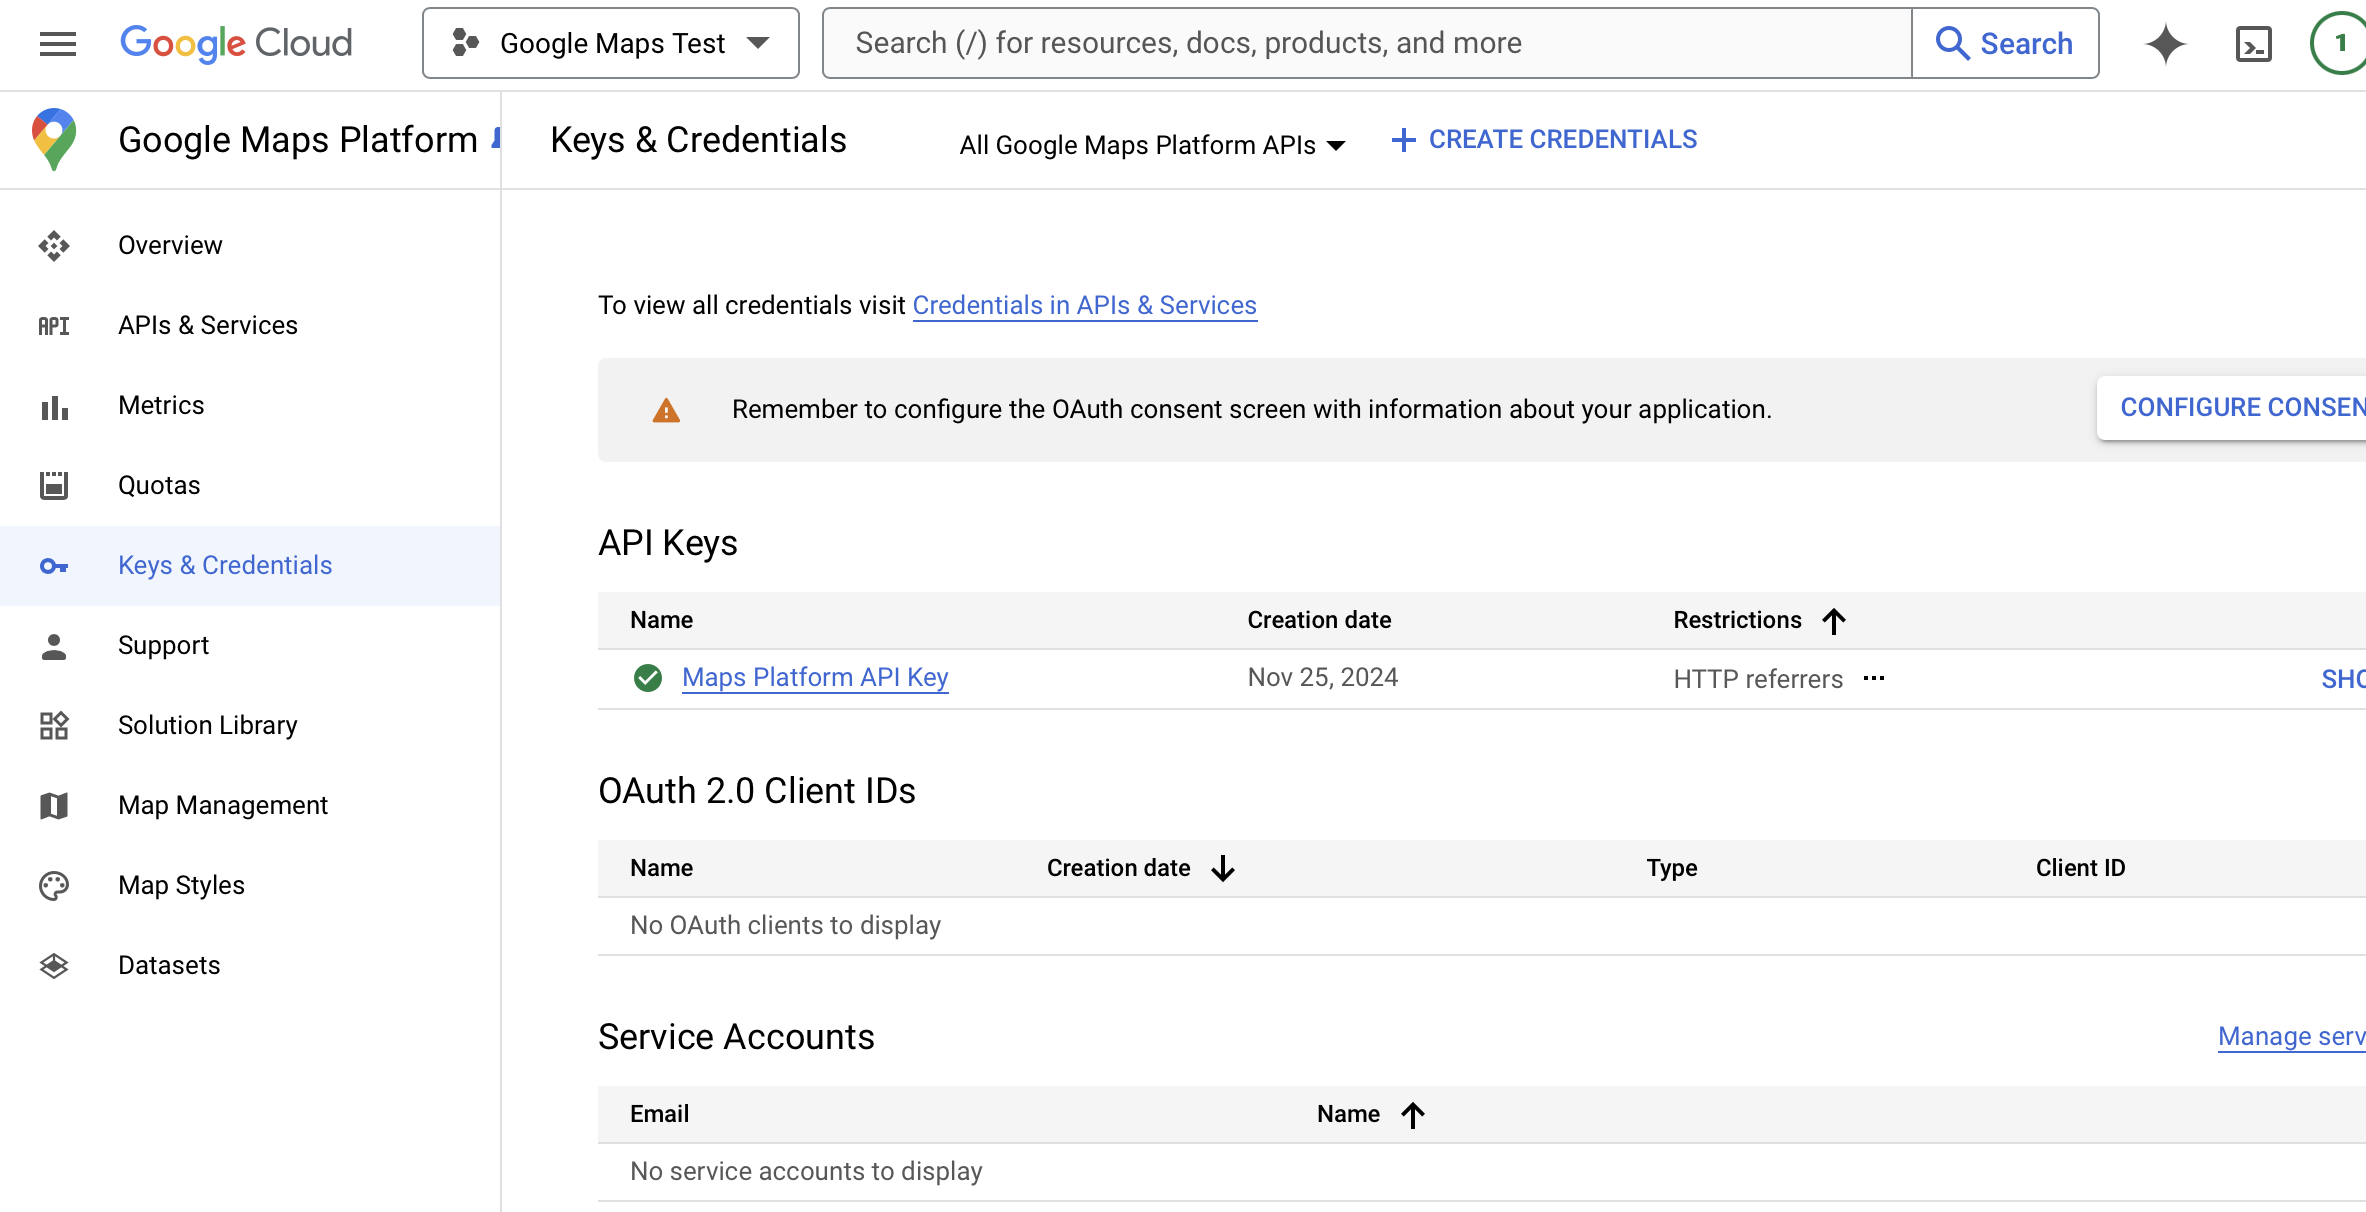 Google Cloud
Google Maps Test
Search (/) for resources, docs, products, and more
Search
1
Google Maps Platform
Keys & Credentials
All Google Maps Platform APIs
+ CREATE CREDENTIALS
Overview
API
APIs & Services
Metrics
Quotas
Keys & Credentials
Support
Solution Library
Map Management
Map Styles
Datasets
To view all credentials visit Credentials in APIs & Services
Remember to configure the OAuth consent screen with information about your application.
CONFIGURE CONSEN
API Keys
Name Creation date Restrictions
Maps Platform API Key Nov 25, 2024 HTTP referrers ... SHO
OAuth 2.0 Client IDs
Name Creation date Type Client ID
No OAuth clients to display
Service Accounts
Manage serv
Email Name
No service accounts to display